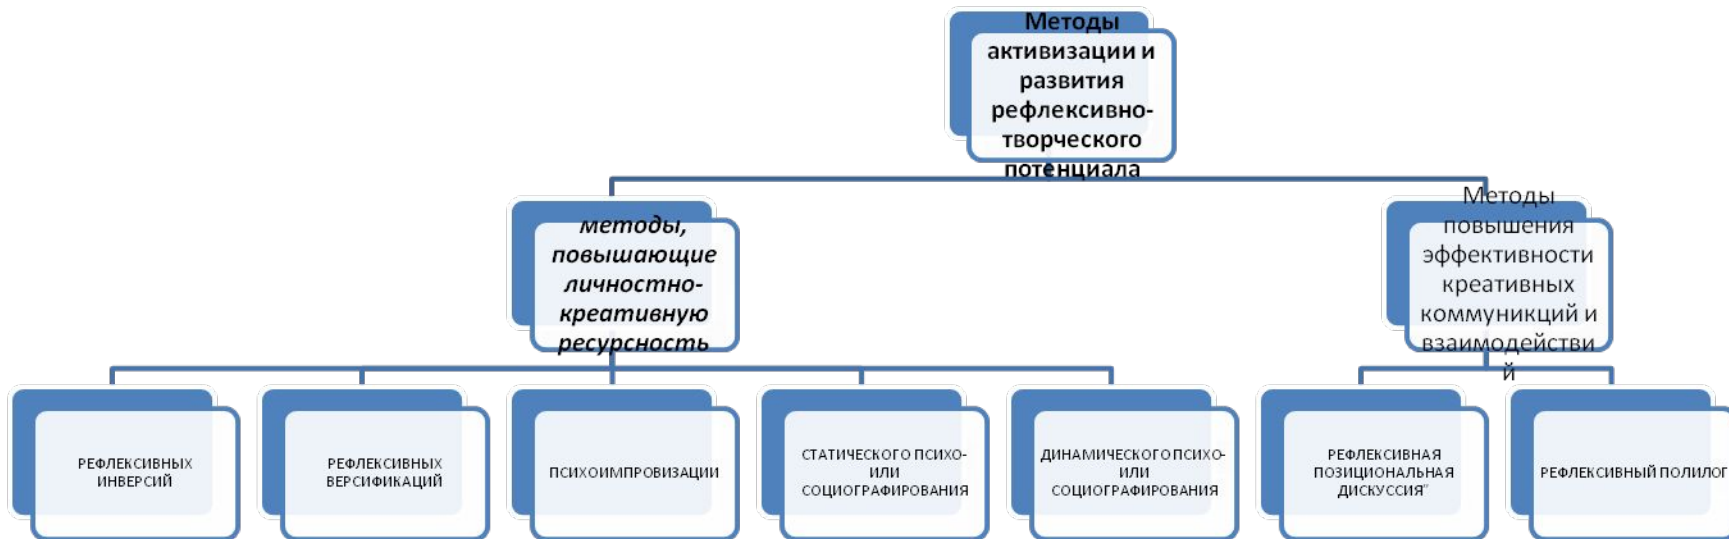 Методы
активизации и
развития
рефлексивно-
творческого
потенциала
методы,
повышающие
личностно-
креативную
ресурсность
Методы
повышения
эффективности
креативных
коммуникций и
взаимодействи
й
РЕФЛЕКСИВНЫХ
ИНВЕРСИЙ
РЕФЛЕКСИВНЫХ
ВЕРСИФИКАЦИЙ
ПСИХОИМПРОВИЗАЦИИ
СТАТИЧЕСКОГО ПСИХО-
ИЛИ
СОЦИОГРАФИРОВАНИЯ
ДИНАМИЧЕСКОГО ПСИХО-
ИЛИ
СОЦИОГРАФИРОВАНИЯ
РЕФЛЕКСИВНАЯ
ПОЗИЦИОНАЛЬНАЯ
ДИСКУССИЯ"
РЕФЛЕКСИВНЫЙ ПОЛИЛОГ